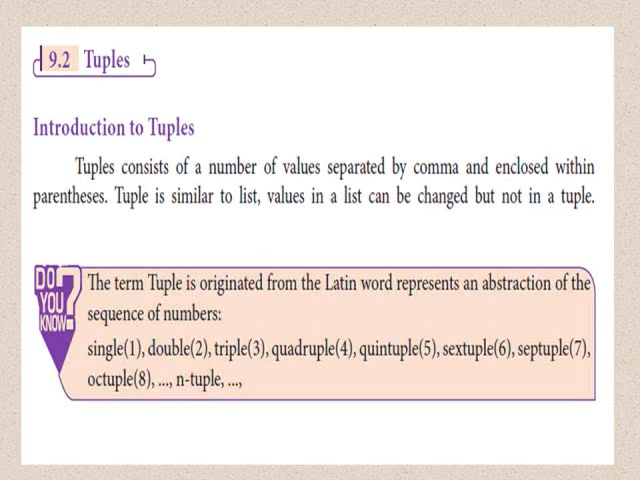 9.2 Tuples
Introduction to Tuples
Tuples consists of a number of values separated by comma and enclosed within
parentheses. Tuple is similar to list, values in a list can be changed but not in a tuple.
DO
YOU
KNOW?
The term Tuple is originated from the Latin word represents an abstraction of the
sequence of numbers:
single(1), double(2), triple(3), quadruple(4), quintuple(5), sextuple(6), septuple(7),
octuple(8), ..., n-tuple, ...,